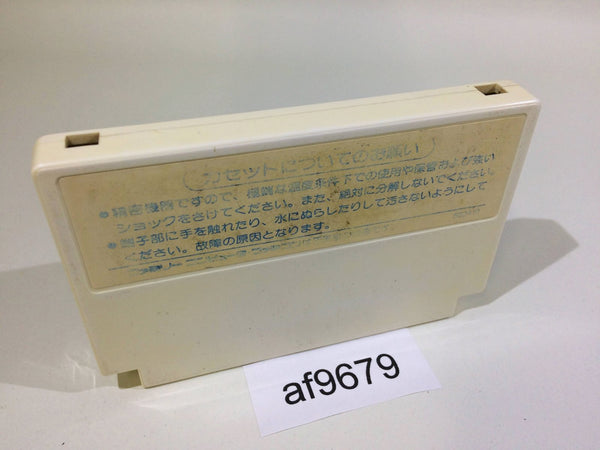 カセットについてのお願い
●精密機器ですので、極端な温度条件下での使用や保管および強い
ショックをさけてください。また、絶対に分解しないでください。
●端子部に手を触れたり、水にぬらしたりして汚さないようにして
ください。故障の原因となります。
af9679